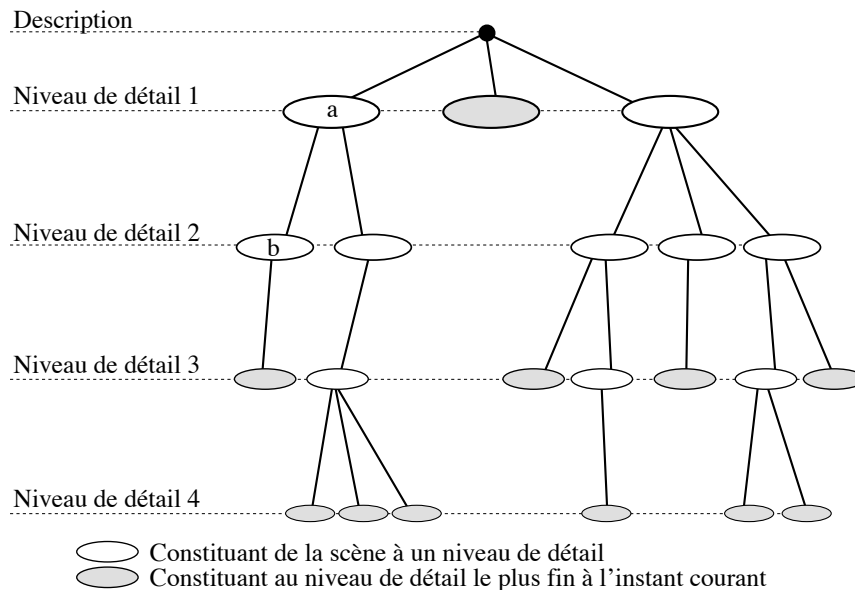 Description
Niveau de détail 1
a
Niveau de détail 2
b
Niveau de détail 3
Niveau de détail 4
Constituant de la scène à un niveau de détail
Constituant au niveau de détail le plus fin à l'instant courant